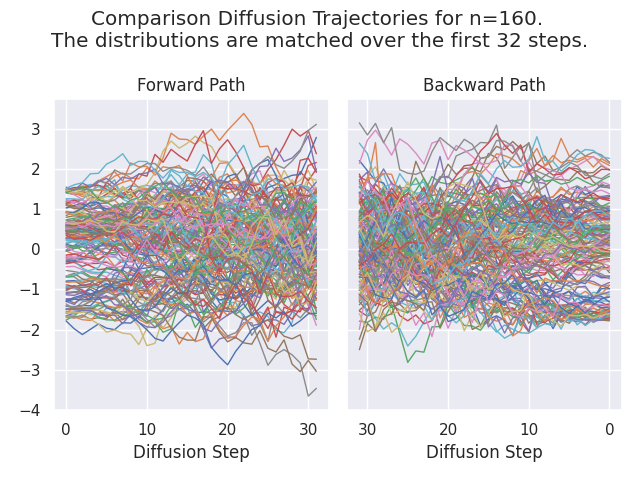 Comparison Diffusion Trajectories for n=160.
The distributions are matched over the first 32 steps.
Forward Path
Backward Path
3
2
1
0
−1
−2
−3
−4
0 10 20 30
30 20 10 0
Diffusion Step
Diffusion Step